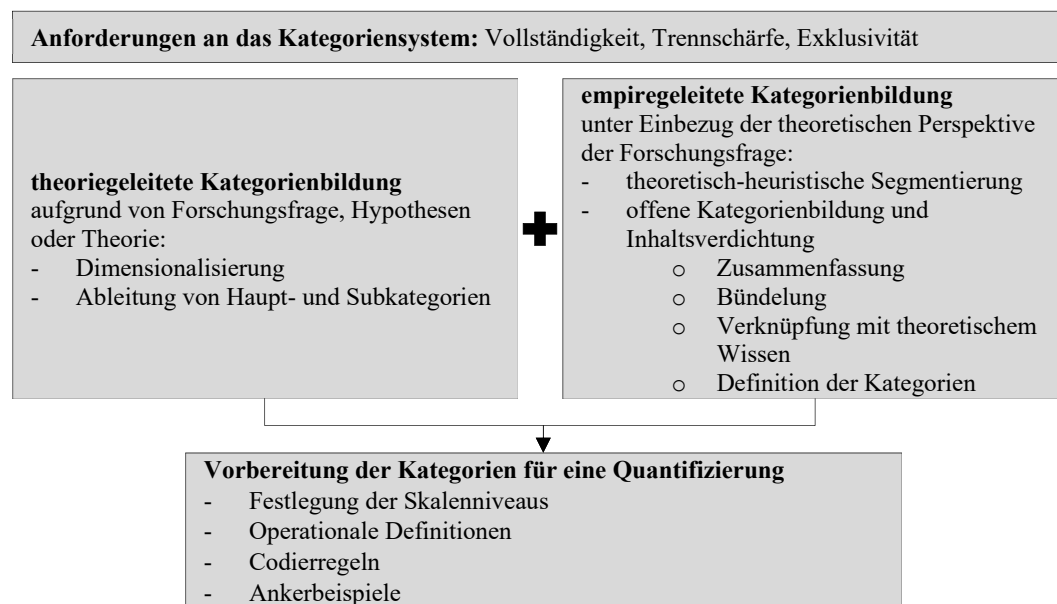 Anforderungen an das Kategoriensystem: Vollständigkeit, Trennschärfe, Exklusivität
theoriegeleitete Kategorienbildung
aufgrund von Forschungsfrage, Hypothesen
oder Theorie:
- Dimensionalisierung
- Ableitung von Haupt- und Subkategorien
empiregeleitete Kategorienbildung
unter Einbezug der theoretischen Perspektive
der Forschungsfrage:
- theoretisch-heuristische Segmentierung
- offene Kategorienbildung und
Inhaltsverdichtung
o Zusammenfassung
o Bündelung
o Verknüpfung mit theoretischem
Wissen
o Definition der Kategorien
Vorbereitung der Kategorien für eine Quantifizierung
- Festlegung der Skalenniveaus
- Operationale Definitionen
- Codierregeln
- Ankerbeispiele